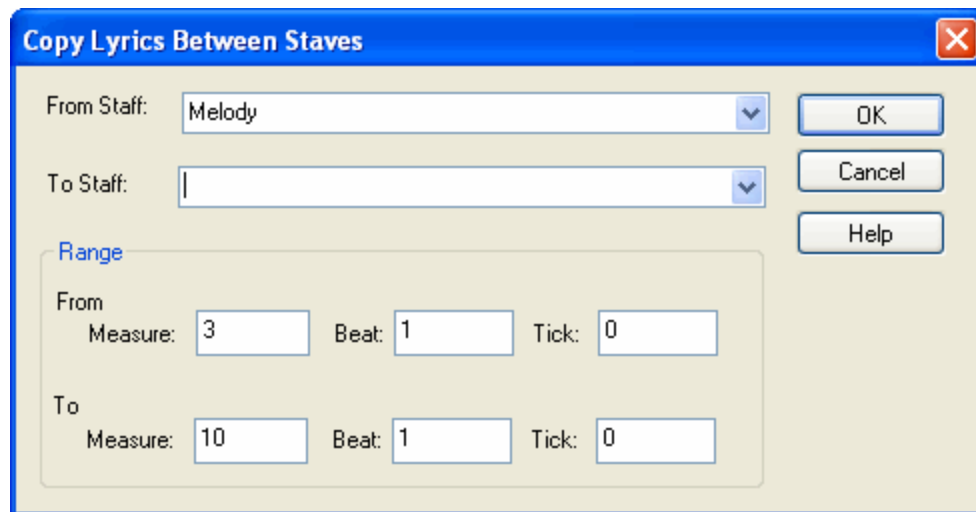 Copy Lyrics Between Staves
From Staff: Melody OK
To Staff: Cancel
Help
Range
From
Measure: 3 Beat: 1 Tick: 0
To
Measure: 10 Beat: 1 Tick: 0